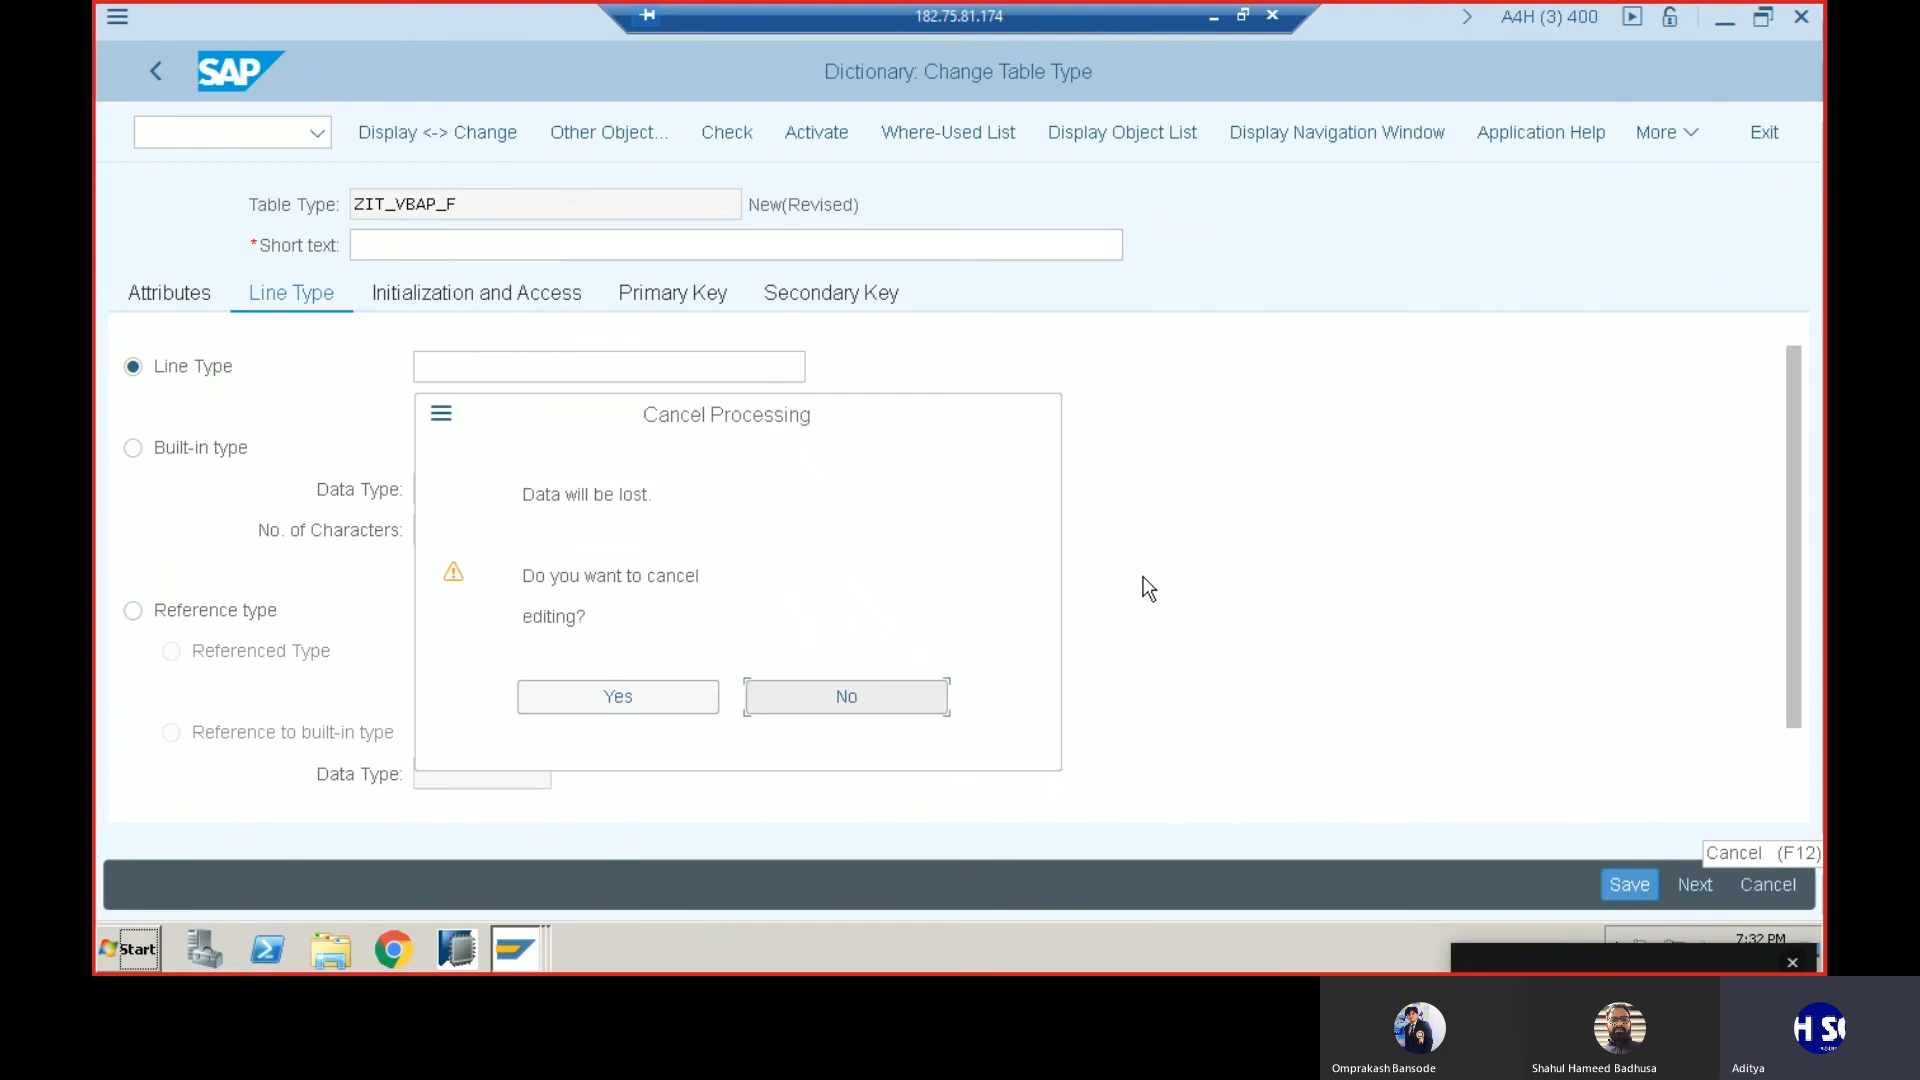 182.75.81.174
A4H (3) 400
SAP
Dictionary: Change Table Type
Display <-> Change Other Object... Check Activate Where-Used List Display Object List Display Navigation Window Application Help More Exit
Table Type: ZIT_VBAP_F New(Revised)
*Short text:
Attributes Line Type Initialization and Access Primary Key Secondary Key
Line Type
Cancel Processing
Built-in type
Data Type:
Data will be lost.
No. of Characters:
Do you want to cancel
editing?
Reference type
Referenced Type
Yes No
Reference to built-in type
Data Type:
Cancel (F12)
Save Next Cancel
Start
7:32 PM
H SO
Omprakash Bansode Shahul Hameed Badhusa Aditya